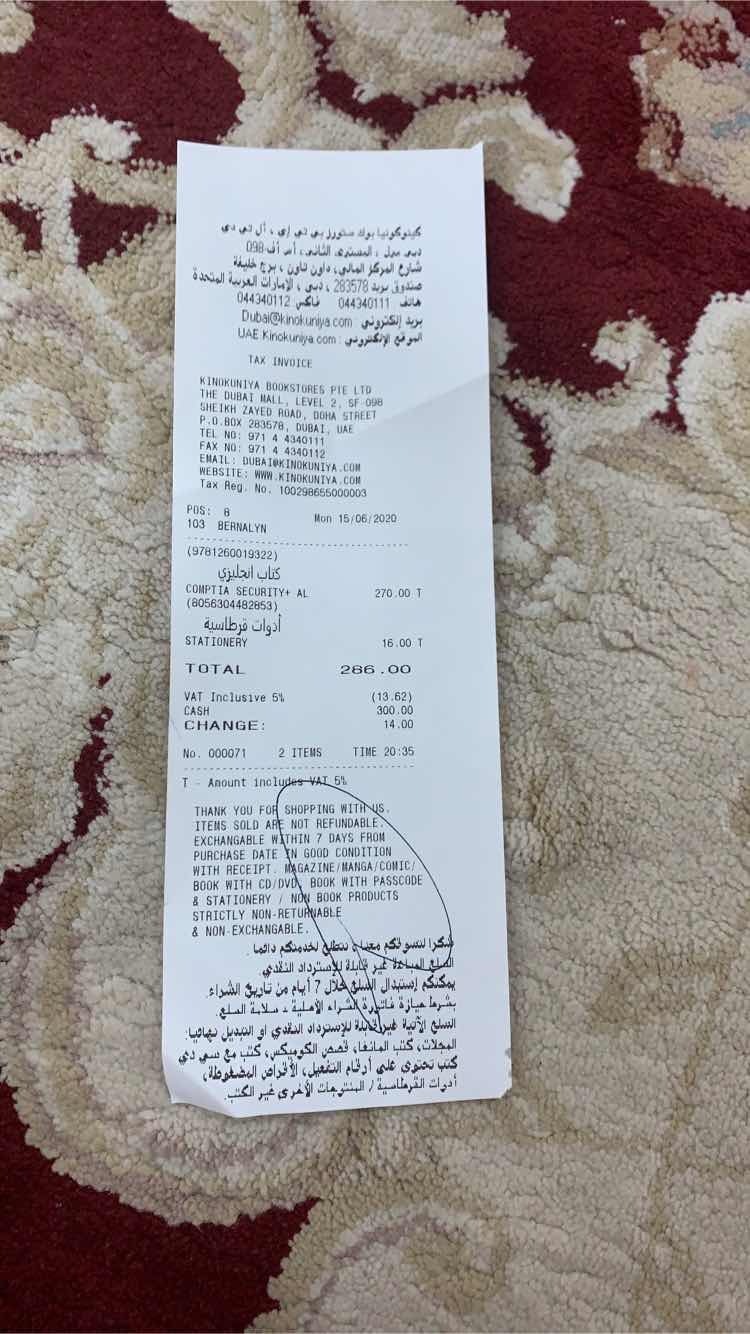 كينوكونيا بوك ستورز بي تي إي ، أل تي دي
دبي مول ، المستوى الثاني، أس أف-098
شارع المركز المالي، داون تاون ، برج خليفة
صندوق بريد 283578 ، دبي ، الإمارات العربية المتحدة
هاتف 044340111 فاكس 044340112
بريد إلكتروني Dubai@kinokuniya.com
الموقع الإلكتروني : UAE.Kinokuniya.com
TAX INVOICE
KINOKUNIYA BOOKSTORES PTE LTD
THE DUBAI MALL, LEVEL 2, SF-098
SHEIKH ZAYED ROAD, DOHA STREET
P.O.BOX 283578, DUBAI, UAE
TEL NO: 971 4 4340111
FAX NO: 971 4 4340112
EMAIL: DUBAI@KINOKUNIYA.COM
WEBSITE: WWW.KINOKUNIYA.COM
Tax Reg. No. 100298655000003
POS: 8
103 BERNALYN Mon 15/06/2020
(9781260019322)
كتاب انجليزي
COMPTIA SECURITY+ AL 270.00 T
(8056304482853)
أدوات قرطاسية
STATIONERY 16.00 T
TOTAL 286.00
VAT Inclusive 5% (13.62)
CASH 300.00
CHANGE: 14.00
No. 000071 2 ITEMS TIME 20:35
T - Amount includes VAT 5%
THANK YOU FOR SHOPPING WITH US.
ITEMS SOLD ARE NOT REFUNDABLE.
EXCHANGABLE WITHIN 7 DAYS FROM
PURCHASE DATE IN GOOD CONDITION
WITH RECEIPT. MAGAZINE/MANGA/COMIC/
BOOK WITH CD/DVD, BOOK WITH PASSCODE
& STATIONERY / NON BOOK PRODUCTS
STRICTLY NON-RETURNABLE
& NON-EXCHANGABLE.
شكرا لتسوقكم معنا ، نتطلع لخدمتكم دائما .
السلع المباعة غير قابلة للإسترداد النقدي.
يمكنكم إستبدال السلع خلال 7 أيام من تاريخ الشراء.
بشرط حيازة فاتورة الشراء الأصلية ، سلامة السلع.
السلع الآتية غير قابلة للإسترداد النقدي او التبديل نهائيا:
المجلات، كتب المانغا، قصص الكوميكس، كتب مع سي دي
كتب تحتوي على أرقام التفعيل، الأقراص المضغوطة،
أدوات القرطاسية / المنتوجات الأخرى غير الكتب.